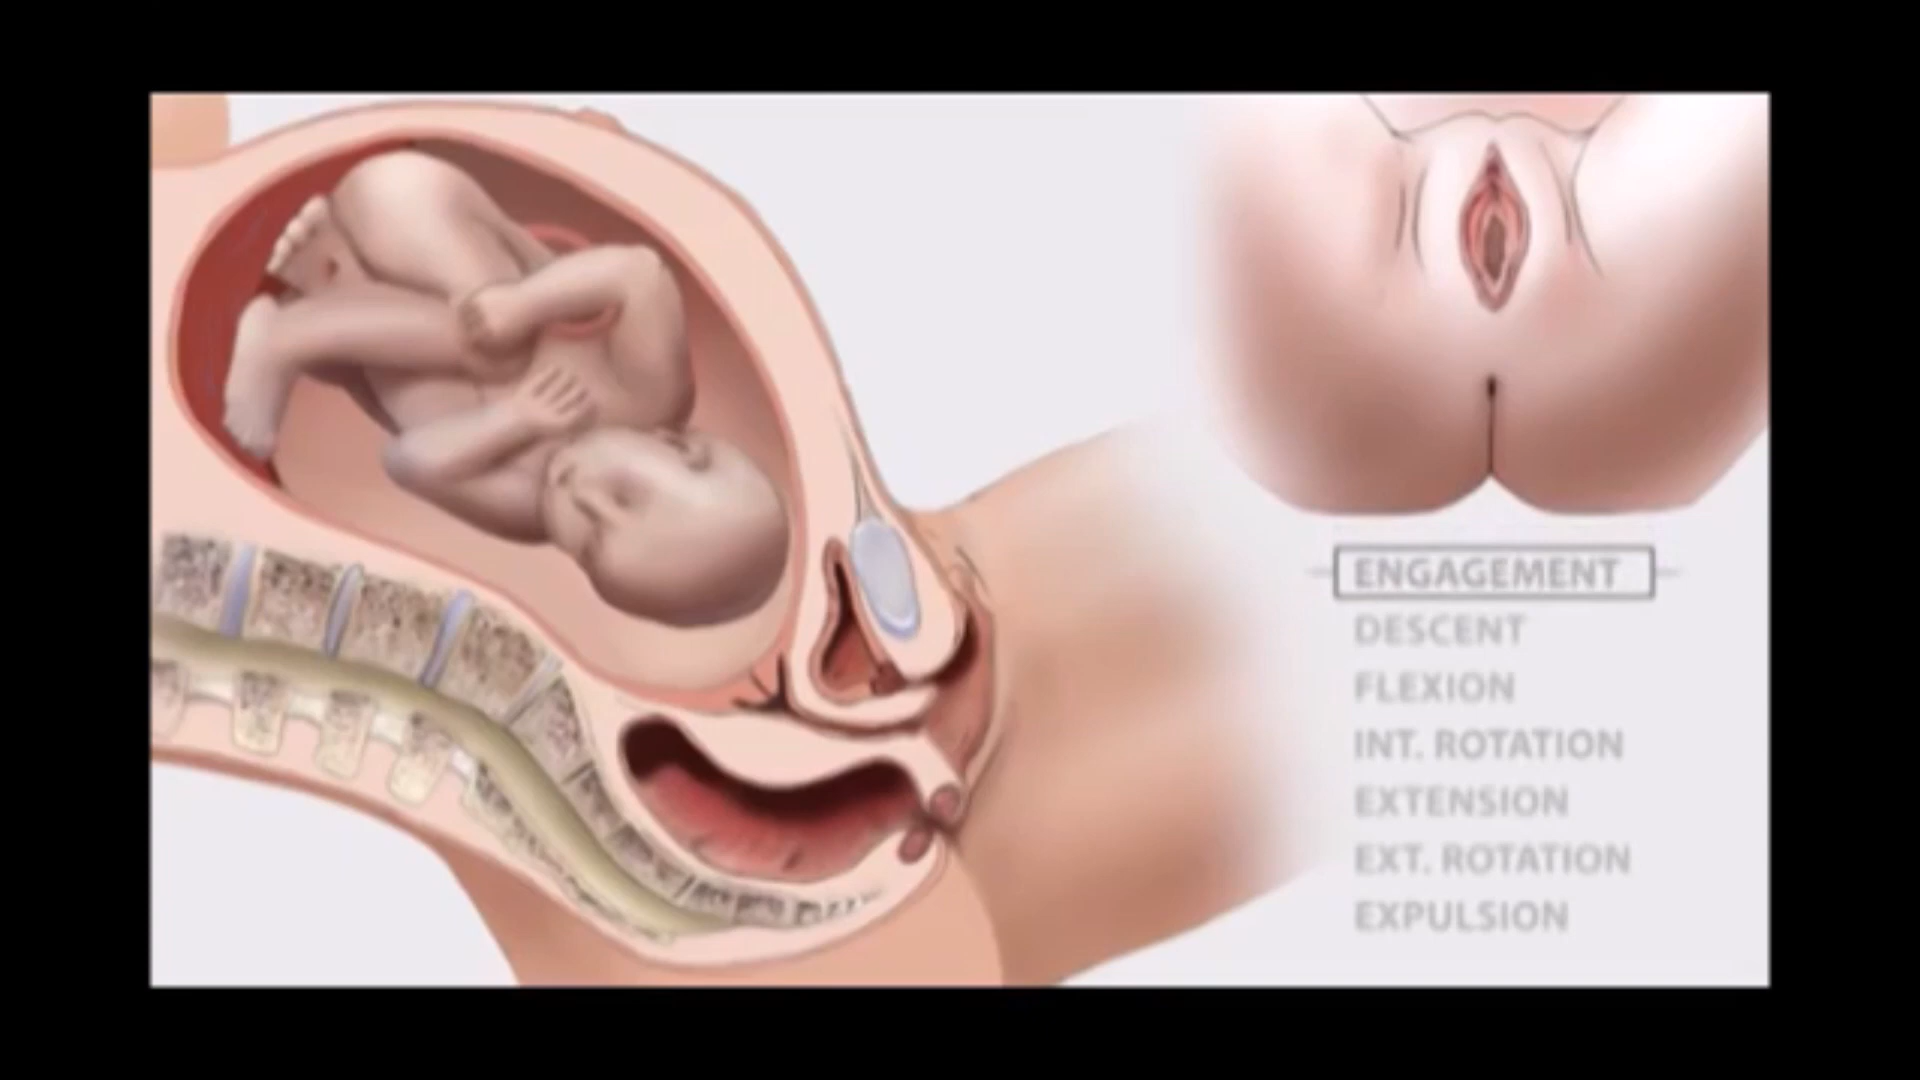 ENGAGEMENT
DESCENT
FLEXION
INT. ROTATION
EXTENSION
EXT. ROTATION
EXPULSION